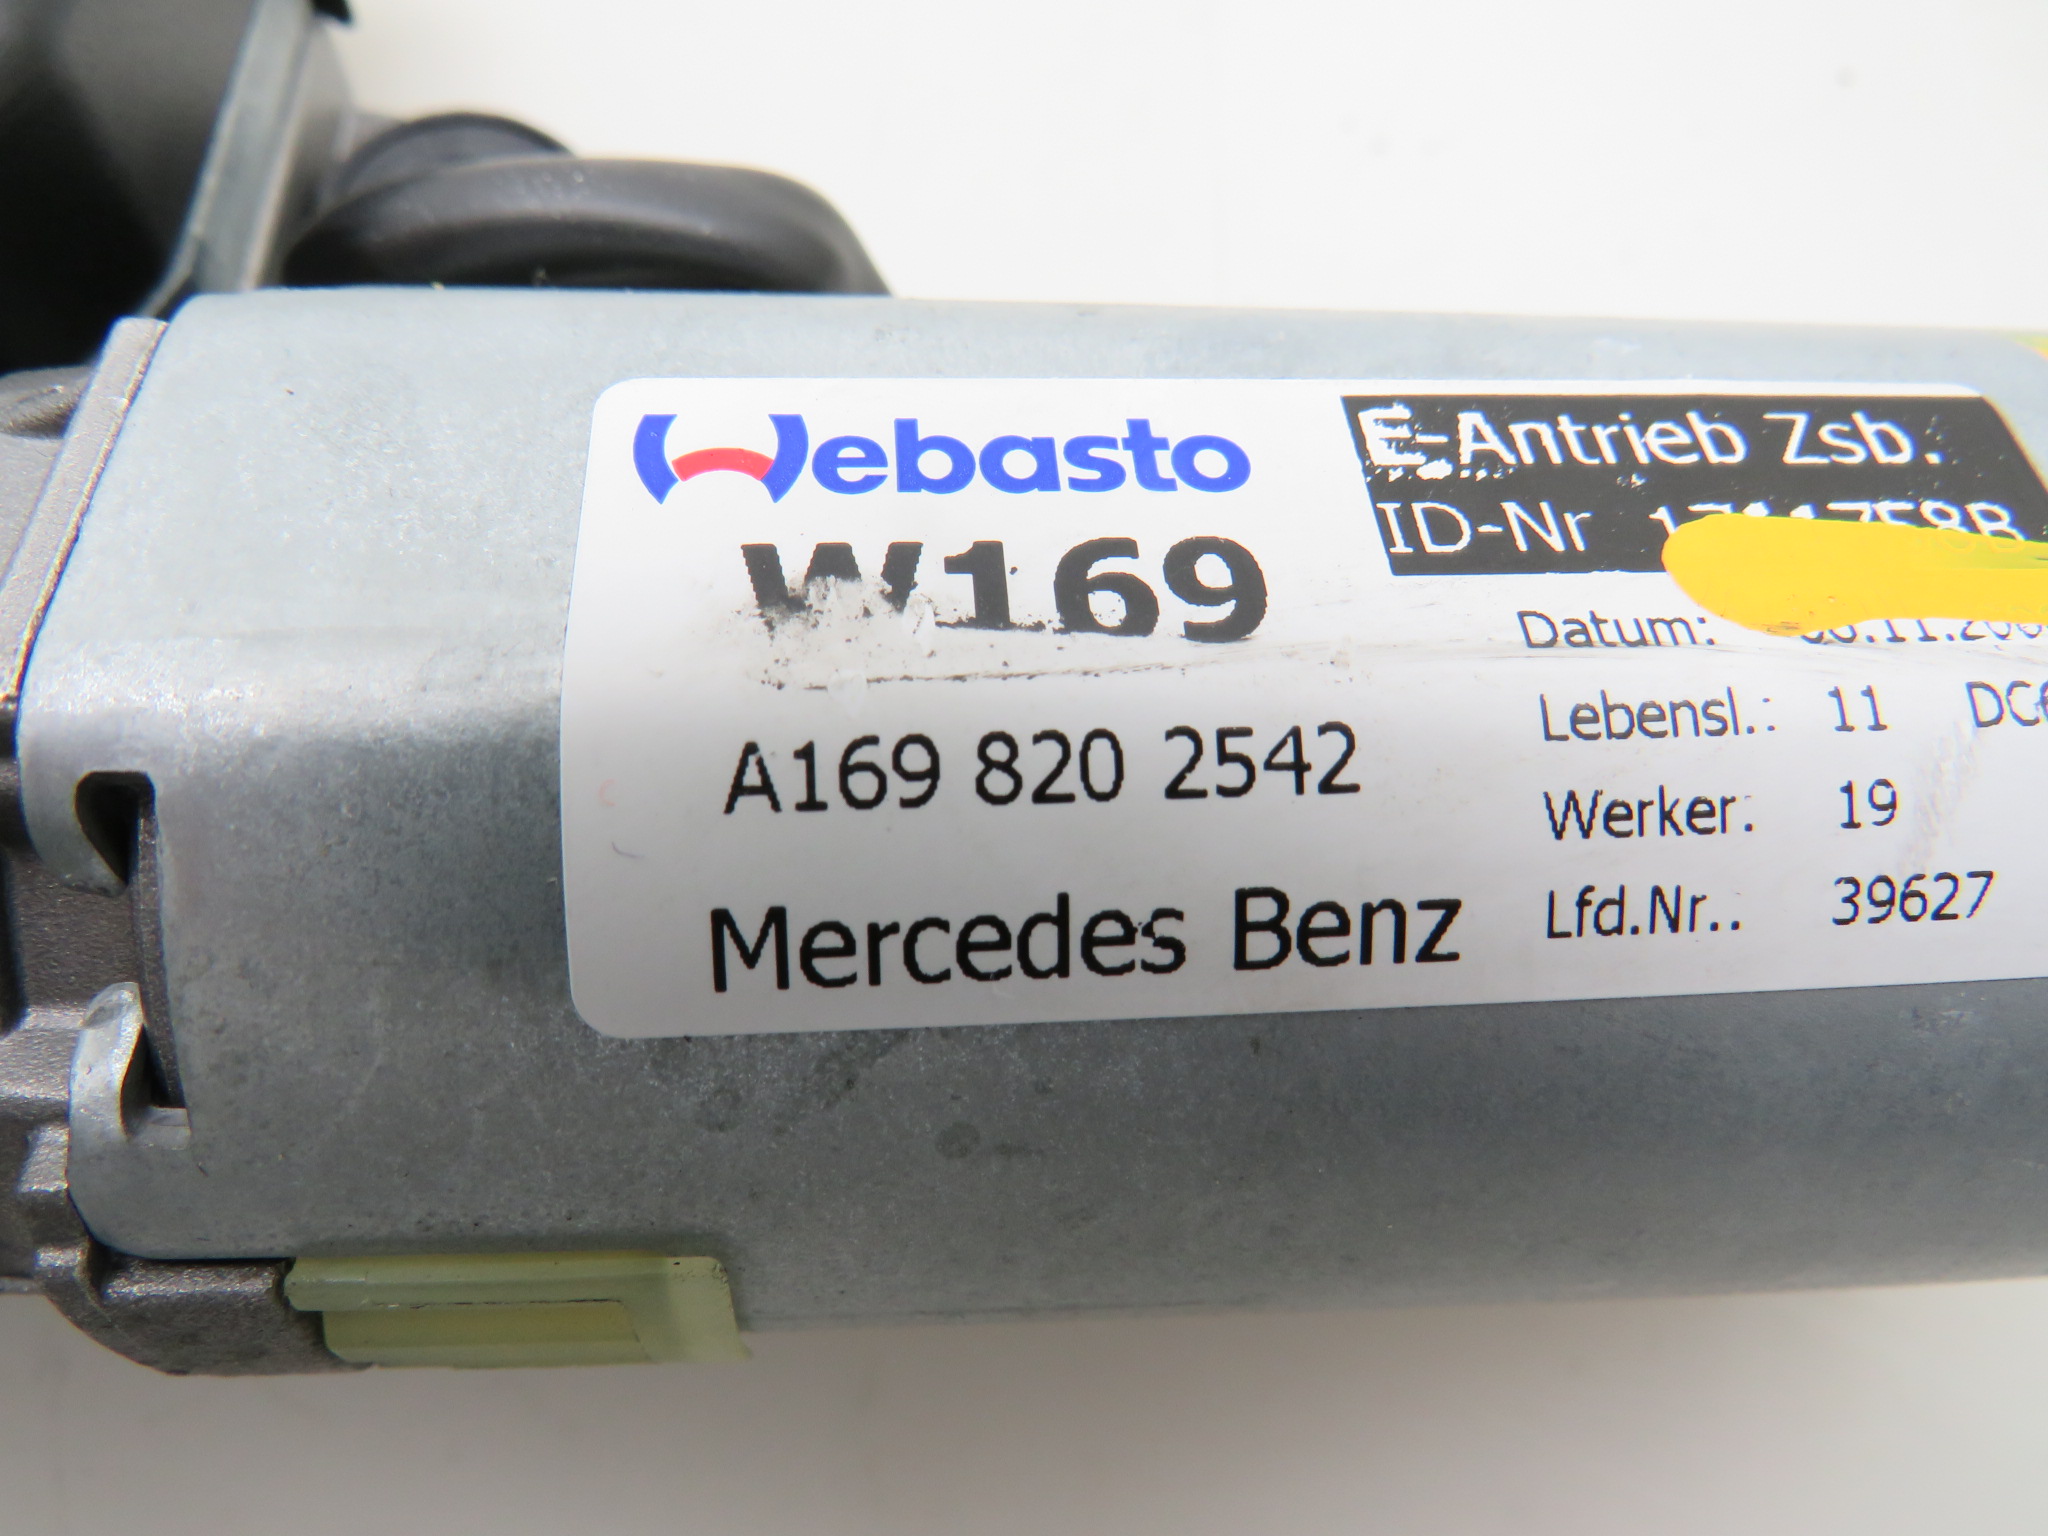 Webasto
W169
A169 820 2542
Mercedes Benz
E-Antrieb Zsb.
ID-Nr 1711758B
Datum:
Lebensl.: 11
Werker: 19
Lfd.Nr.. 39627